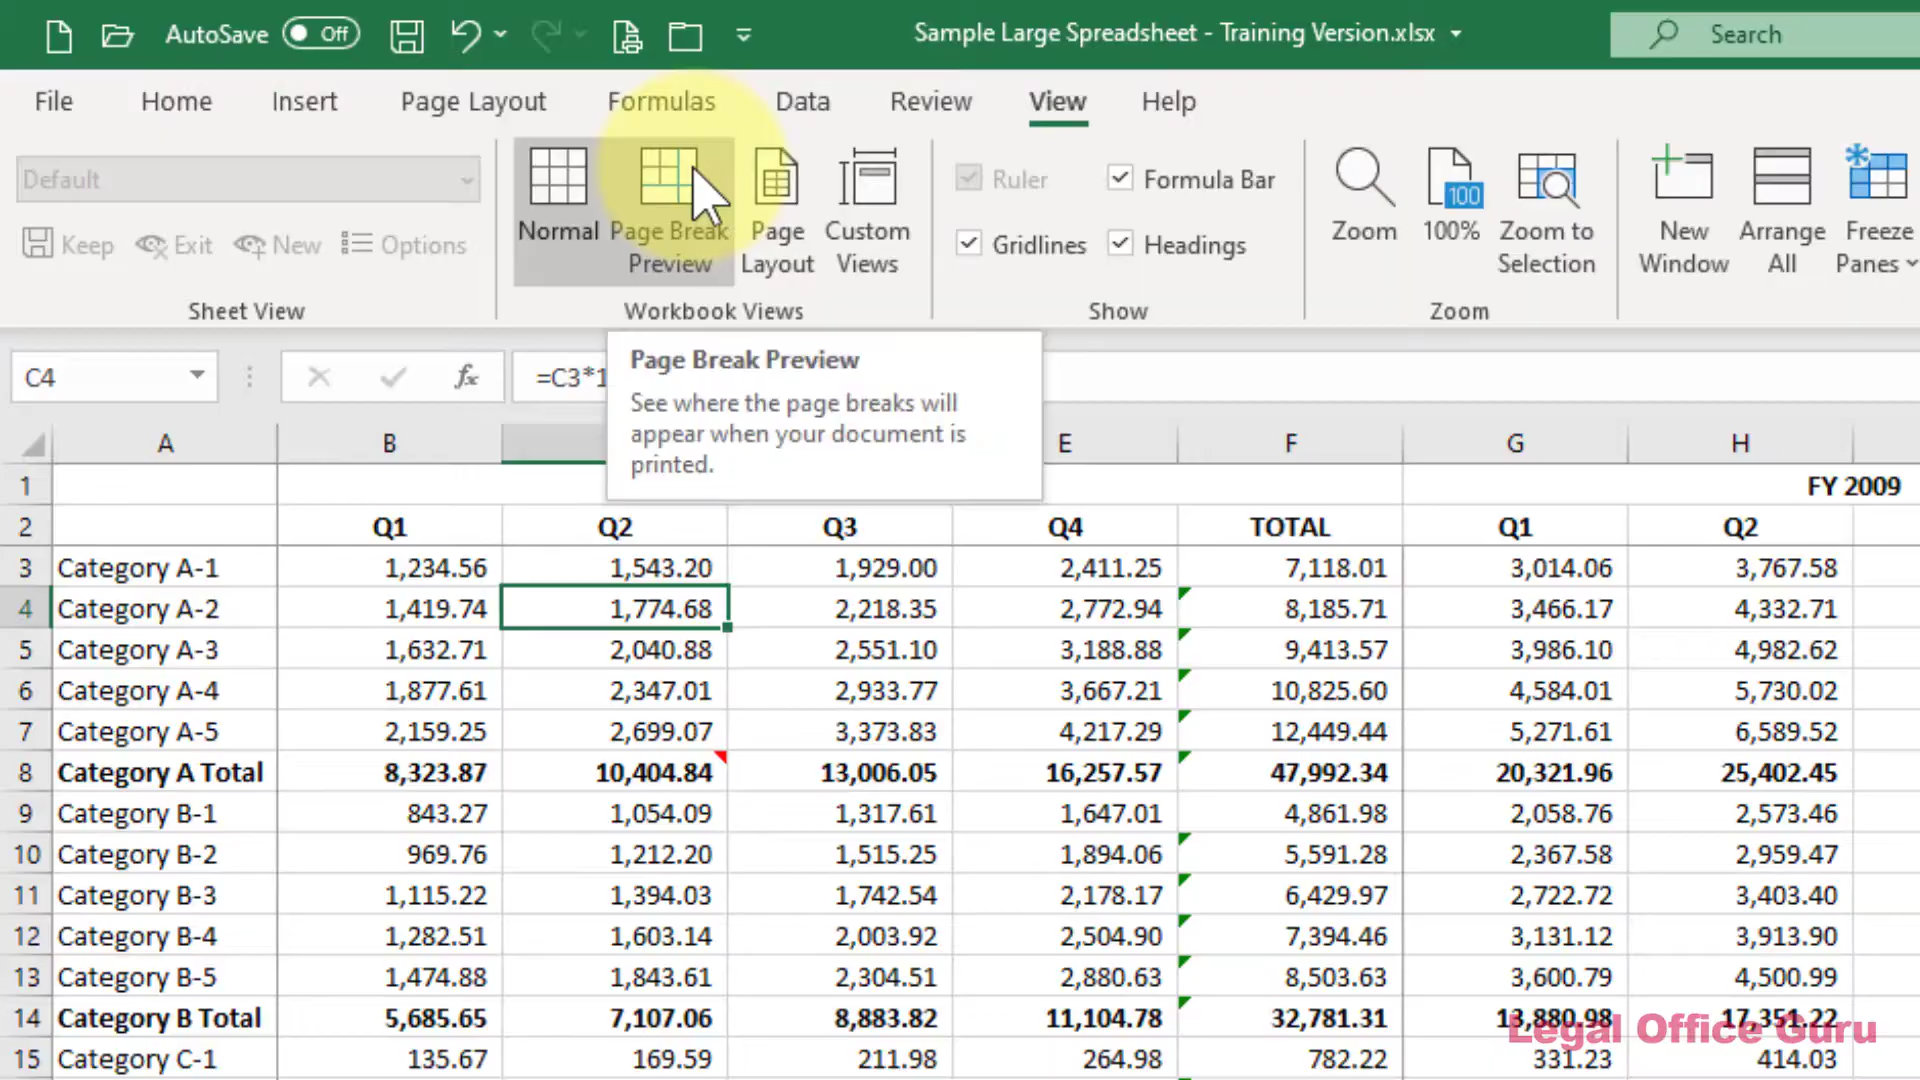 AutoSave Off Sample Large Spreadsheet - Training Version.xlsx Search
File Home Insert Page Layout Formulas Data Review View Help
Default
Keep Exit New Options
Sheet View
Normal Page Break Preview Page Layout Custom Views
Workbook Views
Ruler Formula Bar
Gridlines Headings
Show
Zoom 100 100% Zoom to Selection
Zoom
New Window Arrange All Freeze Panes
C4 fx =C3*1
Page Break Preview
See where the page breaks will
appear when your document is
printed.
A B E F G H
1 FY 2009
2 Q1 Q2 Q3 Q4 TOTAL Q1 Q2
3 Category A-1 1,234.56 1,543.20 1,929.00 2,411.25 7,118.01 3,014.06 3,767.58
4 Category A-2 1,419.74 1,774.68 2,218.35 2,772.94 8,185.71 3,466.17 4,332.71
5 Category A-3 1,632.71 2,040.88 2,551.10 3,188.88 9,413.57 3,986.10 4,982.62
6 Category A-4 1,877.61 2,347.01 2,933.77 3,667.21 10,825.60 4,584.01 5,730.02
7 Category A-5 2,159.25 2,699.07 3,373.83 4,217.29 12,449.44 5,271.61 6,589.52
8 Category A Total 8,323.87 10,404.84 13,006.05 16,257.57 47,992.34 20,321.96 25,402.45
9 Category B-1 843.27 1,054.09 1,317.61 1,647.01 4,861.98 2,058.76 2,573.46
10 Category B-2 969.76 1,212.20 1,515.25 1,894.06 5,591.28 2,367.58 2,959.47
11 Category B-3 1,115.22 1,394.03 1,742.54 2,178.17 6,429.97 2,722.72 3,403.40
12 Category B-4 1,282.51 1,603.14 2,003.92 2,504.90 7,394.46 3,131.12 3,913.90
13 Category B-5 1,474.88 1,843.61 2,304.51 2,880.63 8,503.63 3,600.79 4,500.99
14 Category B Total 5,685.65 7,107.06 8,883.82 11,104.78 32,781.31 13,880.98 17,351.22
Legal Office Guru
15 Category C-1 135.67 169.59 211.98 264.98 782.22 331.23 414.03